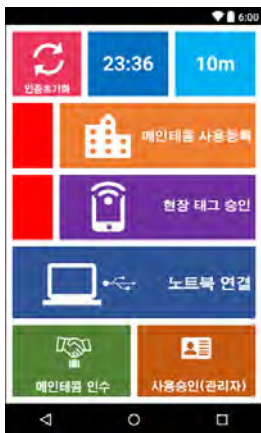 6:00
인증초기화
23:36
10m
메인테콤 사용등록
현장 태그 승인
노트북 연결
메인테콤 인수
사용승인(관리자)